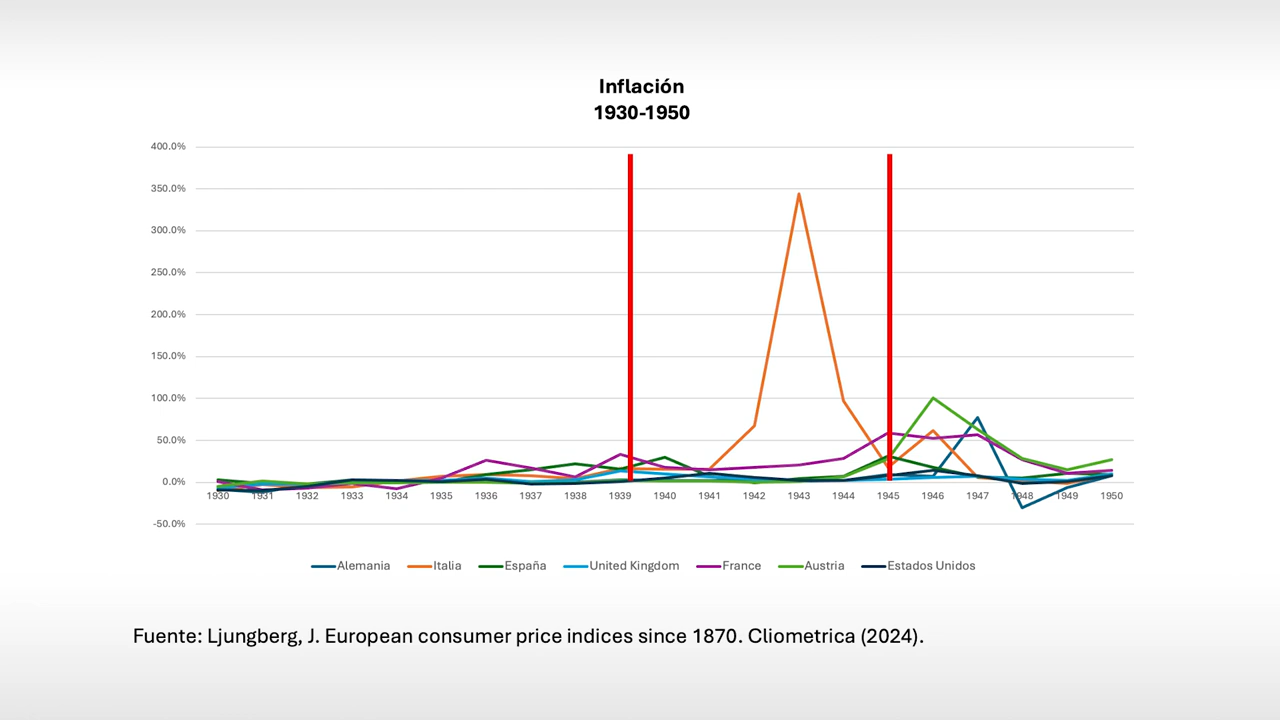 Inflación
1930-1950
400.0%
350.0%
300.0%
250.0%
200.0%
150.0%
100.0%
50.0%
0.0%
-50.0%
1930 1931 1932 1933 1934 1935 1936 1937 1938 1939 1940 1941 1942 1943 1944 1945 1946 1947 1948 1949 1950
Alemania Italia España United Kingdom France Austria Estados Unidos
Fuente: Ljungberg, J. European consumer price indices since 1870. Cliometrica (2024).